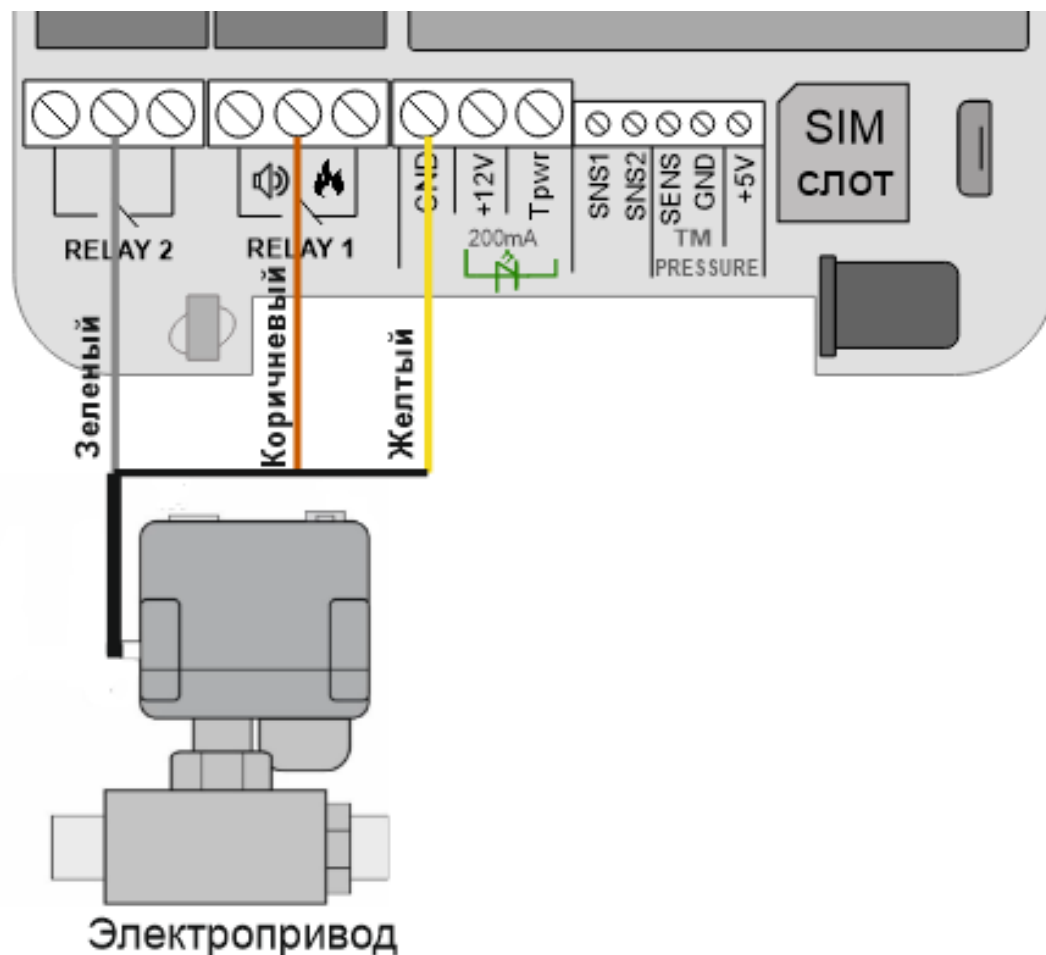 SIM
слот
GND
+12V
Tpwr
SNS1
SNS2
SENS
GND
+5V
200mA
TM
PRESSURE
RELAY 2
RELAY 1
Зеленый
Коричневый
Желтый
Электропривод